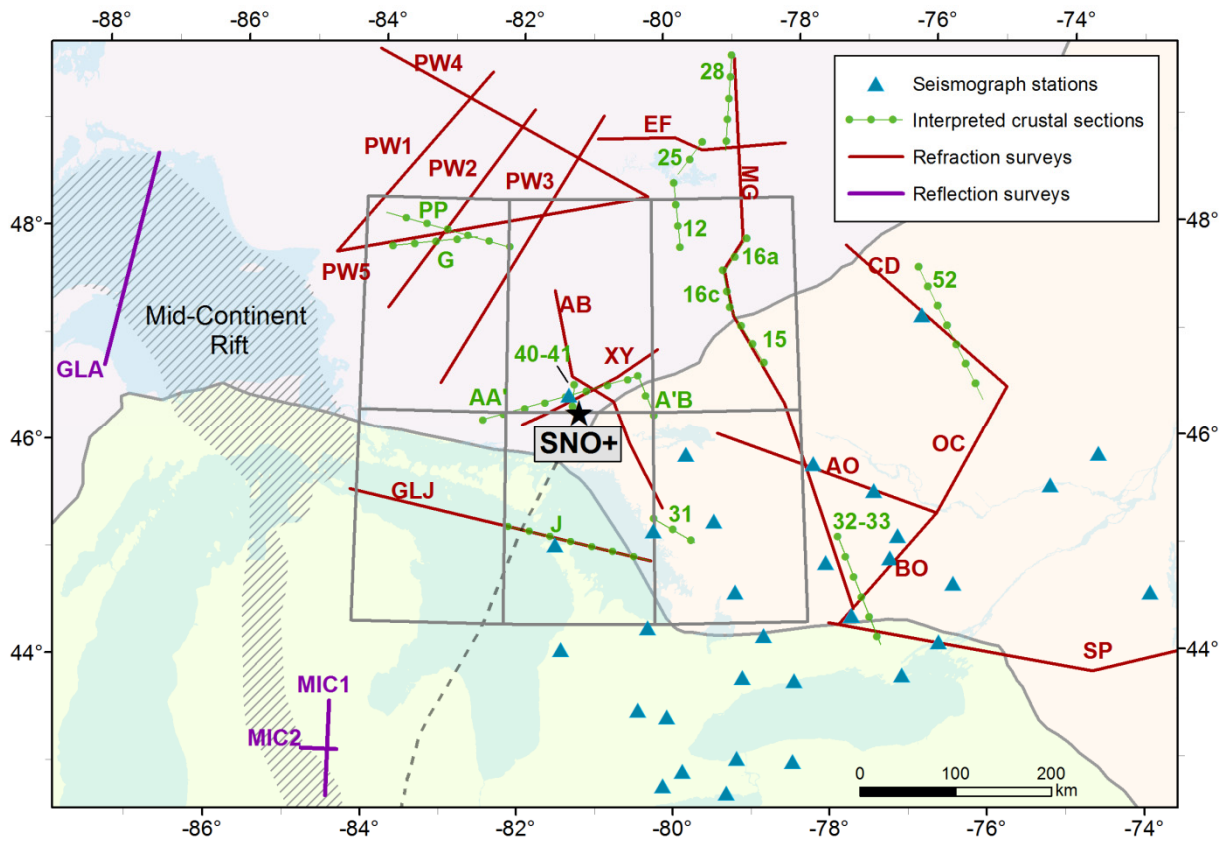 -88° -86° -84° -82° -80° -78° -76° -74°
PW4
28
Seismograph stations
Interpreted crustal sections
Refraction surveys
Reflection surveys
EF
PW1
25
PW2
PW3
MG
48°
48°
PP
12
G
16a
PW5
CD
52
16c
AB
Mid-Continent
Rift
15
40-41
XY
GLA
AA'
A'B
46°
46°
SNO+
OC
AO
GLJ
31
32-33
J
BO
44°
44°
SP
MIC1
MIC2
0 100 200
km
-86° -84° -82° -80° -78° -76° -74°